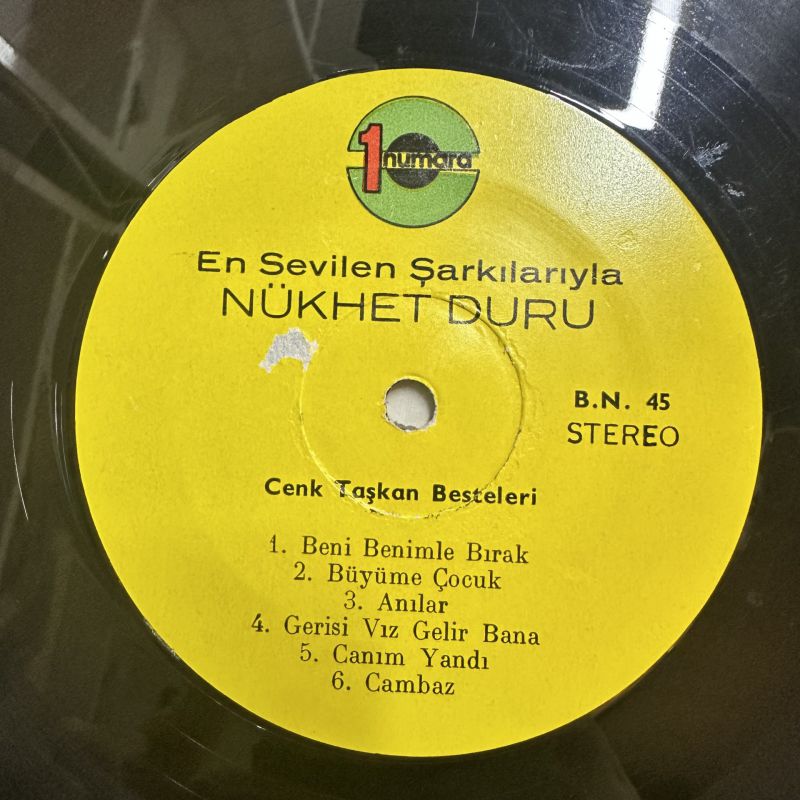 1 numara
En Sevilen Şarkılarıyla
NÜKHET DURU
B.N. 45
STEREO
Cenk Taşkan Besteleri
1. Beni Benimle Bırak
2. Büyüme Çocuk
3. Anılar
4. Gerisi Vız Gelir Bana
5. Canım Yandı
6. Cambaz